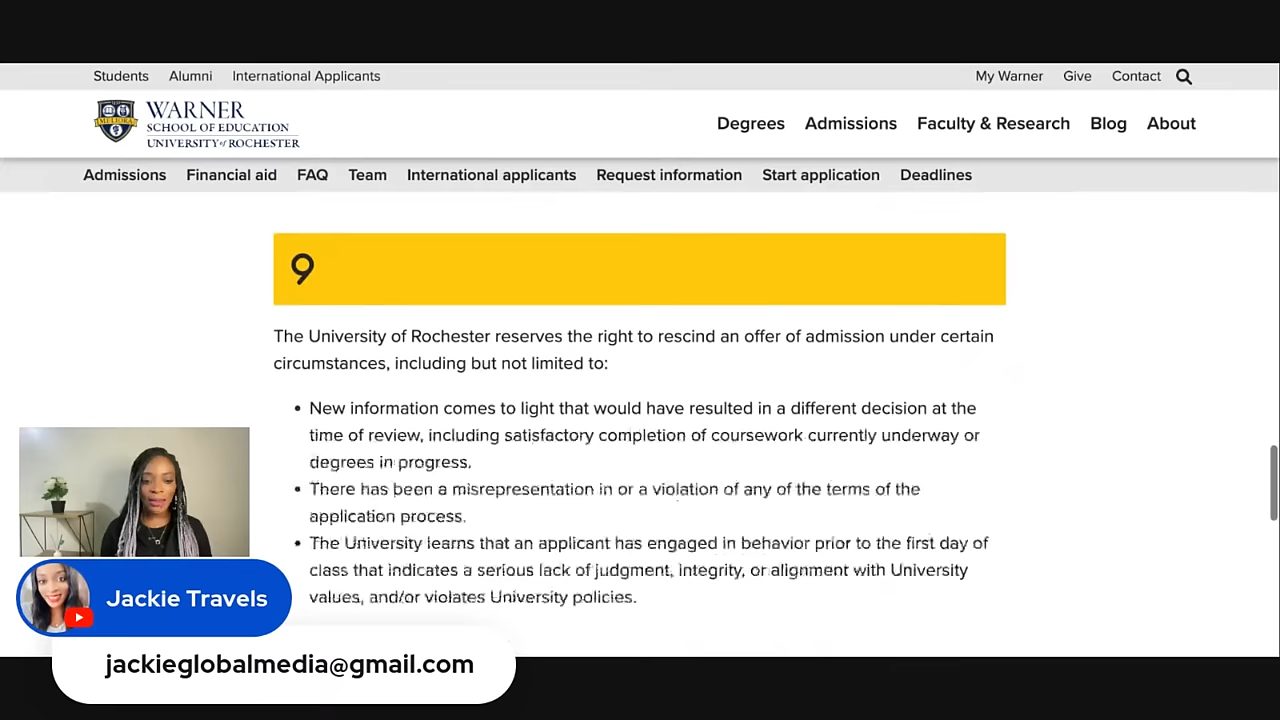 Students Alumni International Applicants My Warner Give Contact
WARNER
SCHOOL OF EDUCATION
UNIVERSITY of ROCHESTER
MELIORA
Degrees Admissions Faculty & Research Blog About
Admissions Financial aid FAQ Team International applicants Request information Start application Deadlines
9
The University of Rochester reserves the right to rescind an offer of admission under certain
circumstances, including but not limited to:
• New information comes to light that would have resulted in a different decision at the
time of review, including satisfactory completion of coursework currently underway or
degrees in progress.
• There has been a misrepresentation in or a violation of any of the terms of the
application process.
• The University learns that an applicant has engaged in behavior prior to the first day of
class that indicates a serious lack of judgment, integrity, or alignment with University
values, and/or violates University policies.
Jackie Travels
jackieglobalmedia@gmail.com